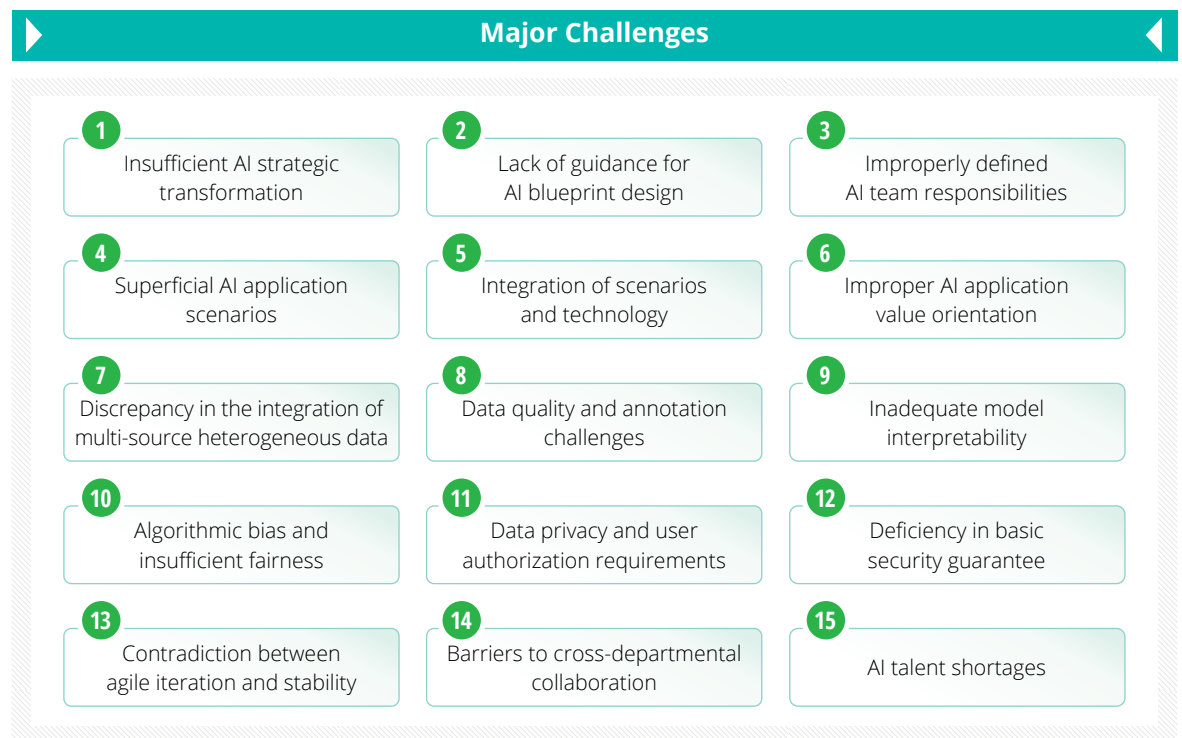 Major Challenges
1
Insufficient AI strategic
transformation
2
Lack of guidance for
AI blueprint design
3
Improperly defined
AI team responsibilities
4
Superficial AI application
scenarios
5
Integration of scenarios
and technology
6
Improper AI application
value orientation
7
Discrepancy in the integration of
multi-source heterogeneous data
8
Data quality and annotation
challenges
9
Inadequate model
interpretability
10
Algorithmic bias and
insufficient fairness
11
Data privacy and user
authorization requirements
12
Deficiency in basic
security guarantee
13
Contradiction between
agile iteration and stability
14
Barriers to cross-departmental
collaboration
15
AI talent shortages